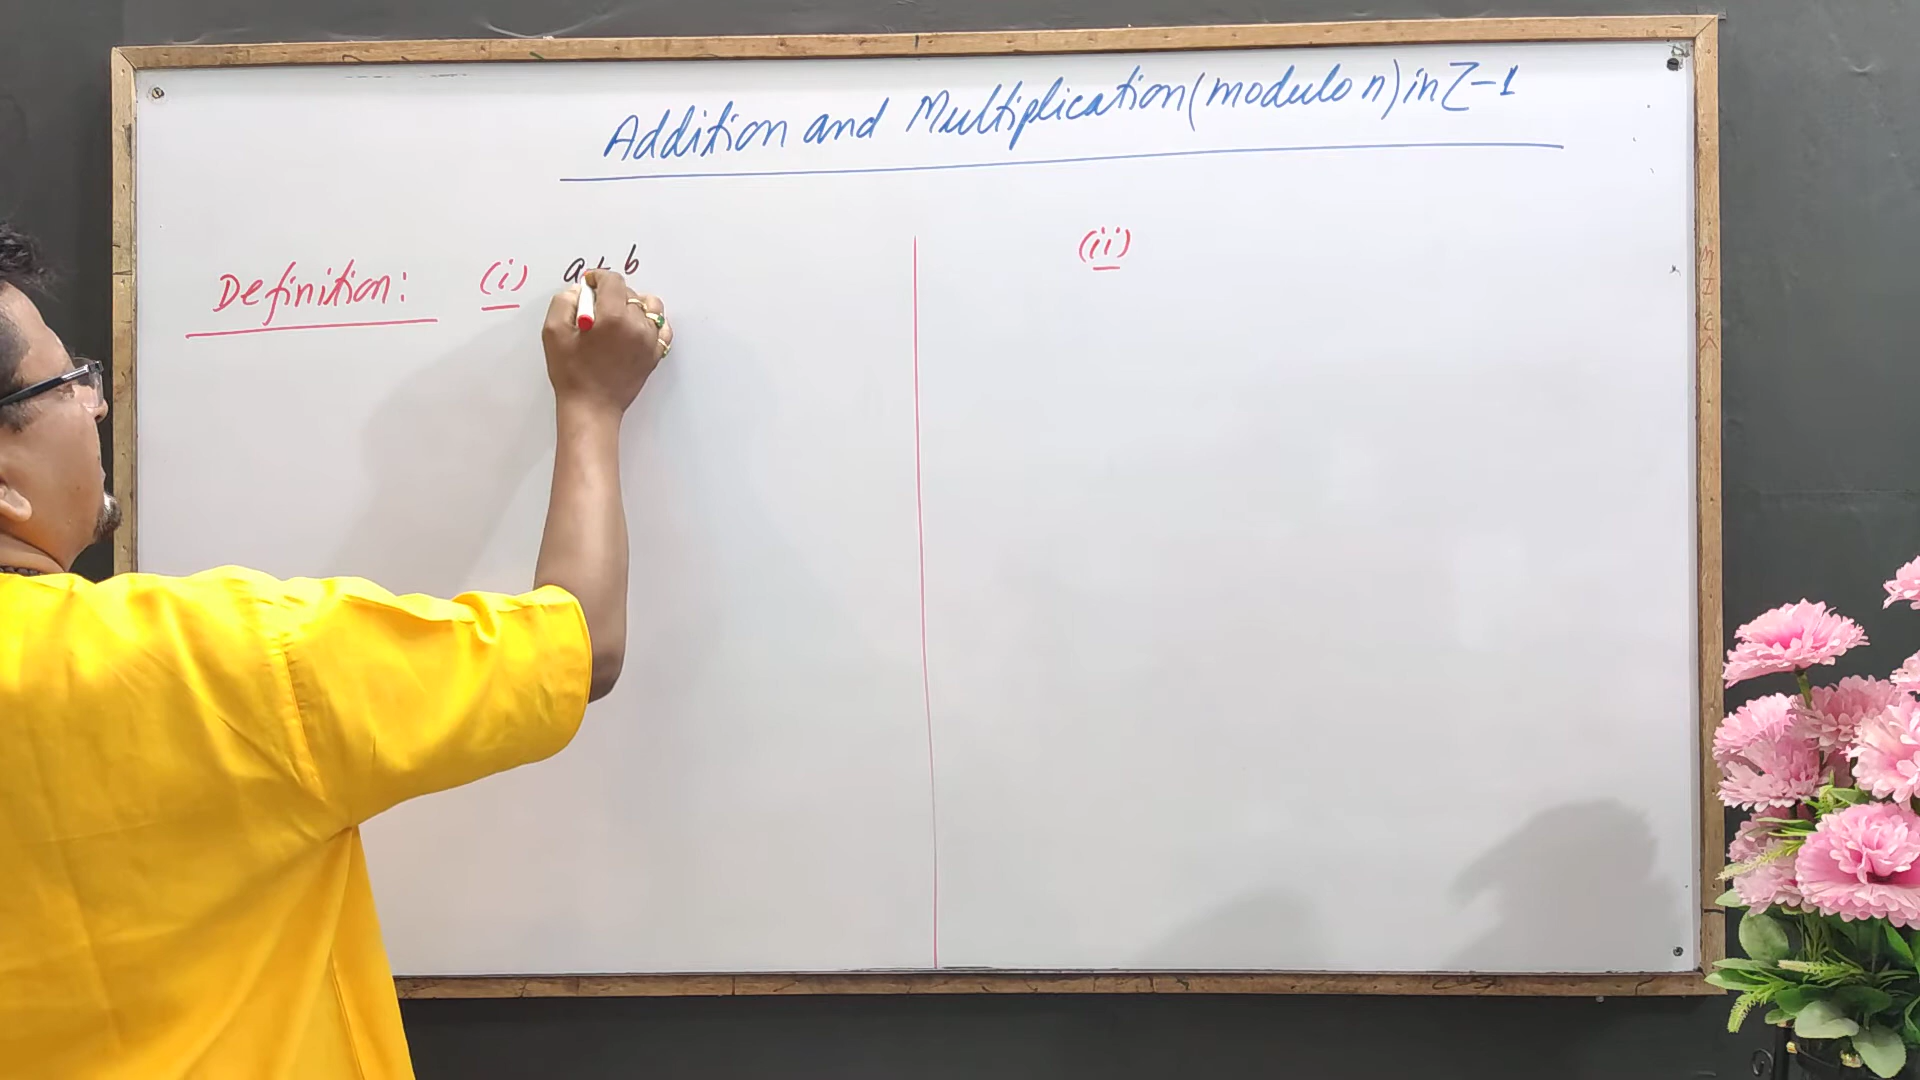 Addition and Multiplication (modulo n) in Z-1
Definition: (i) a + b
(ii)